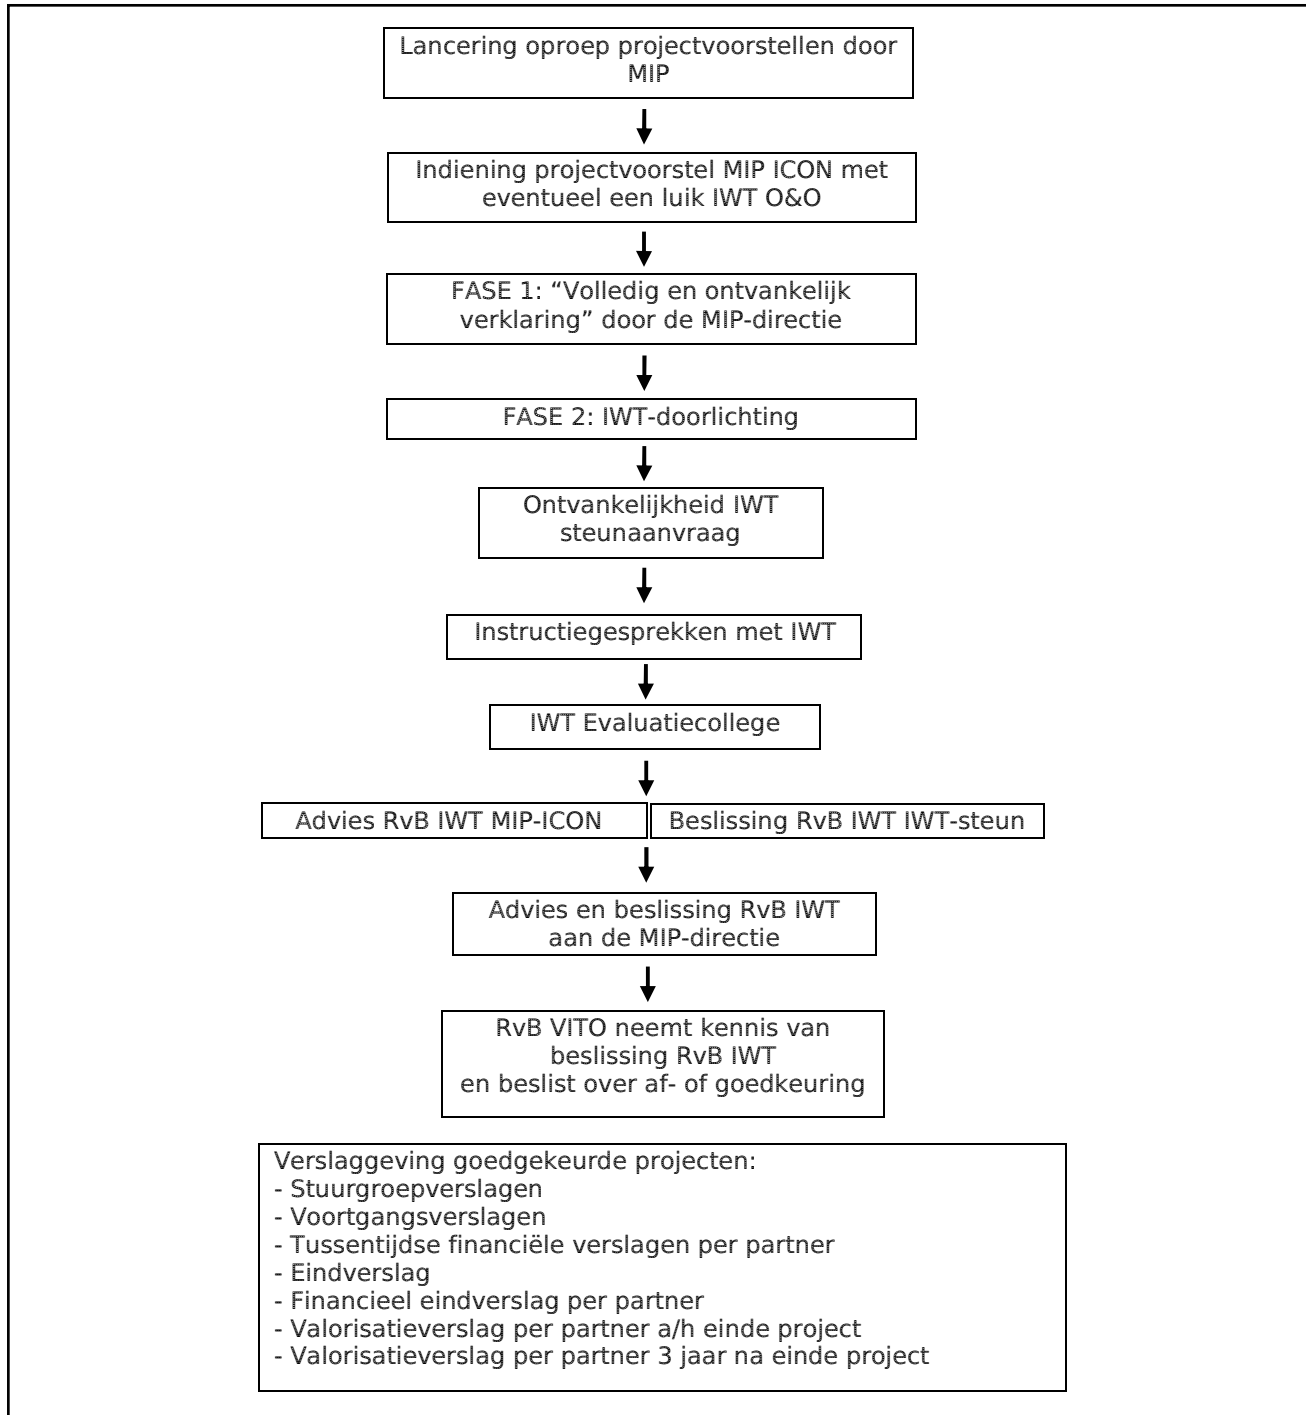 Lancering oproep projectvoorstellen door
MIP
Indiening projectvoorstel MIP ICON met
eventueel een luik IWT O&O
FASE 1: “Volledig en ontvankelijk
verklaring” door de MIP-directie
FASE 2: IWT-doorlichting
Ontvankelijkheid IWT
steunaanvraag
Instructiegesprekken met IWT
IWT Evaluatiecollege
Advies RvB IWT MIP-ICON
Beslissing RvB IWT IWT-steun
Advies en beslissing RvB IWT
aan de MIP-directie
RvB VITO neemt kennis van
beslissing RvB IWT
en beslist over af- of goedkeuring
Verslaggeving goedgekeurde projecten:
- Stuurgroepverslagen
- Voortgangsverslagen
- Tussentijdse financiële verslagen per partner
- Eindverslag
- Financieel eindverslag per partner
- Valorisatieverslag per partner a/h einde project
- Valorisatieverslag per partner 3 jaar na einde project